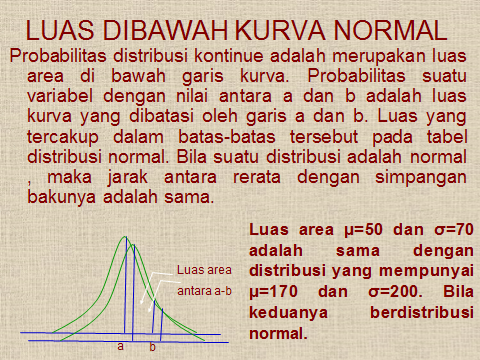 LUAS DIBAWAH KURVA NORMAL
Probabilitas distribusi kontinue adalah merupakan luas
area di bawah garis kurva. Probabilitas suatu
variabel dengan nilai antara a dan b adalah luas
kurva yang dibatasi oleh garis a dan b. Luas yang
tercakup dalam batas-batas tersebut pada tabel
distribusi normal. Bila suatu distribusi adalah normal
, maka jarak antara rerata dengan simpangan
bakunya adalah sama.
Luas area
antara a-b
a b
Luas area µ=50 dan σ=70
adalah sama dengan
distribusi yang mempunyai
µ=170 dan σ=200. Bila
keduanya berdistribusi
normal.